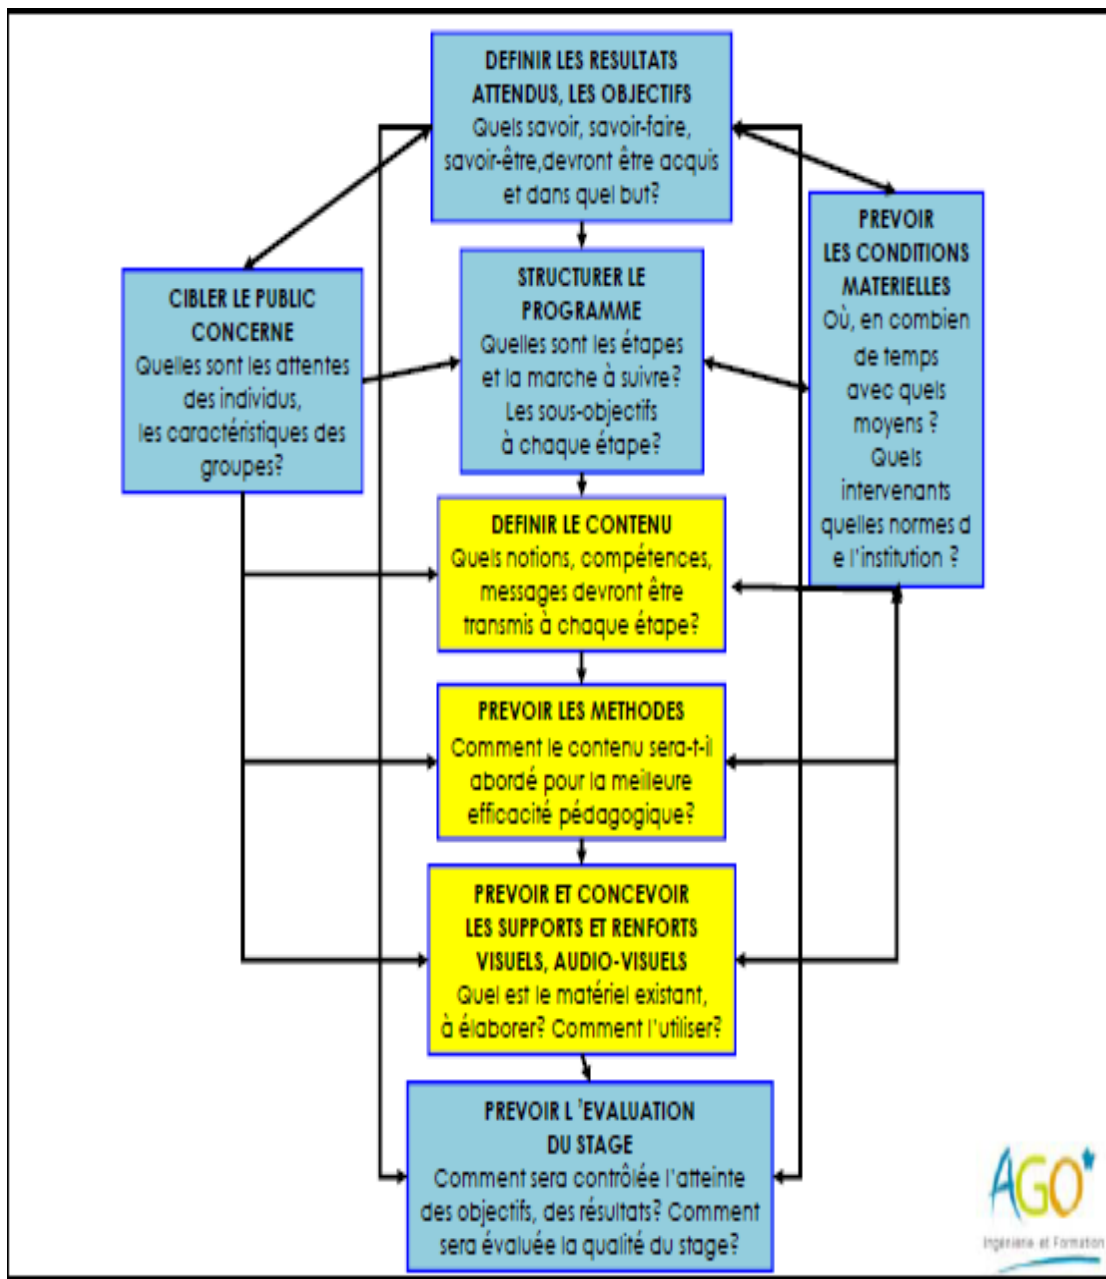 DEFINIR LES RESULTATS
ATTENDUS, LES OBJECTIFS
Quels savoir, savoir-faire,
savoir-être,devront être acquis
et dans quel but?
PREVOIR
LES CONDITIONS
MATERIELLES
Où, en combien
de temps
avec quels
moyens ?
Quels
intervenants
quelles normes d
e l'institution ?
CIBLER LE PUBLIC
CONCERNE
Quelles sont les attentes
des individus,
les caractéristiques des
groupes?
STRUCTURER LE
PROGRAMME
Quelles sont les étapes
et la marche à suivre?
Les sous-objectifs
à chaque étape?
DEFINIR LE CONTENU
Quels notions, compétences,
messages devront être
transmis à chaque étape?
PREVOIR LES METHODES
Comment le contenu sera-t-il
abordé pour la meilleure
efficacité pédagogique?
PREVOIR ET CONCEVOIR
LES SUPPORTS ET RENFORTS
VISUELS, AUDIO-VISUELS
Quel est le matériel existant,
à élaborer? Comment l'utiliser?
PREVOIR L 'EVALUATION
DU STAGE
Comment sera contrôlée l'atteinte
des objectifs, des résultats? Comment
sera évaluée la qualité du stage?
AGO
Ingénierie et Formation